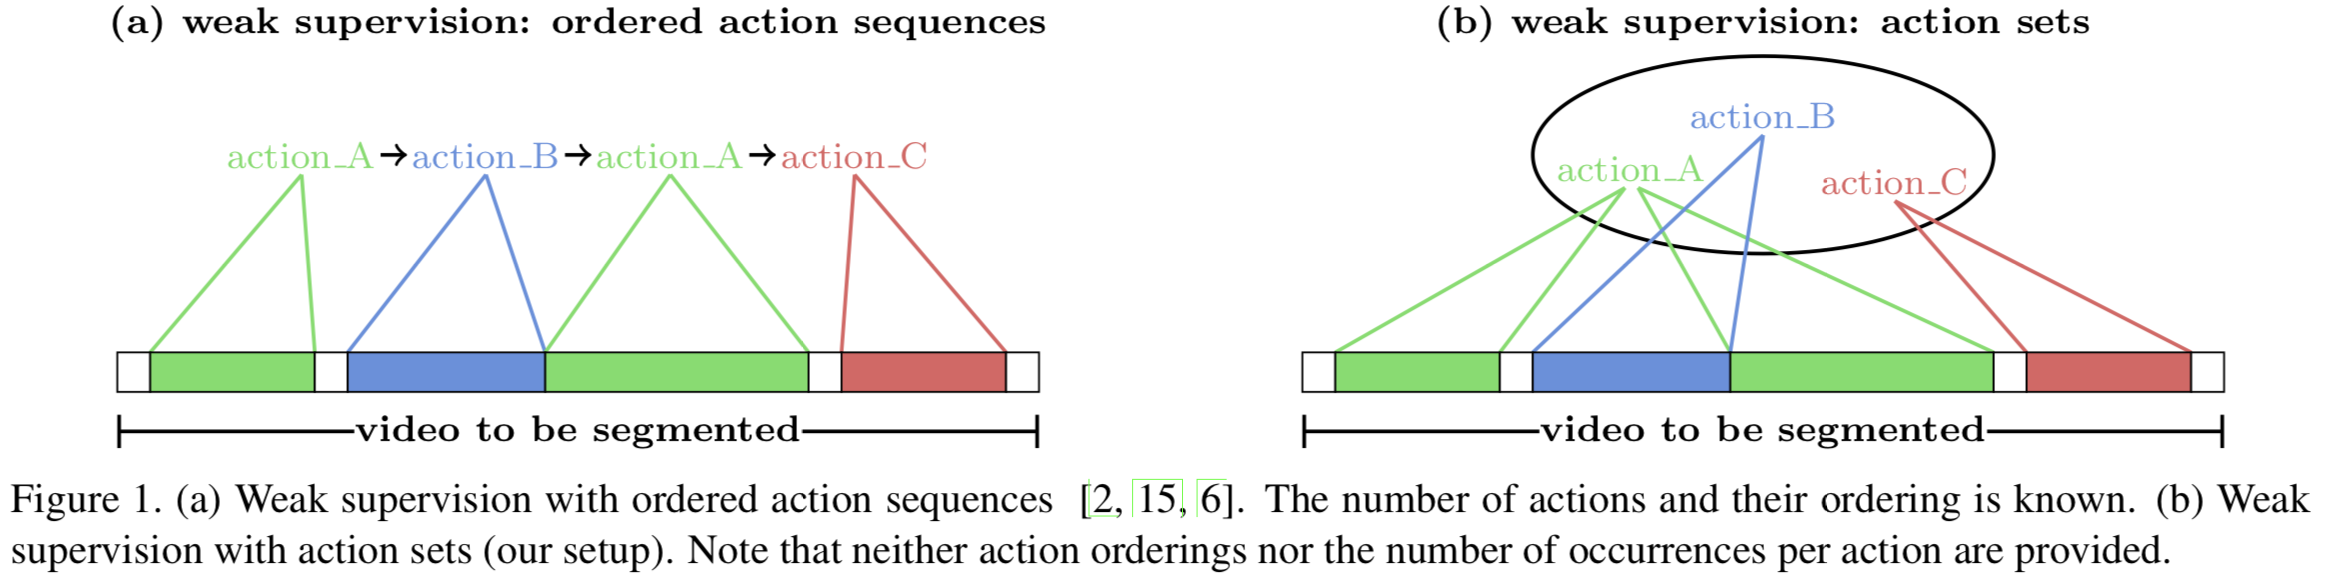 (a) weak supervision: ordered action sequences
action_A→action_B→action_A→action_C
video to be segmented
(b) weak supervision: action sets
action_B
action_A
action_C
video to be segmented
Figure 1. (a) Weak supervision with ordered action sequences [2, 15, 6]. The number of actions and their ordering is known. (b) Weak
supervision with action sets (our setup). Note that neither action orderings nor the number of occurrences per action are provided.